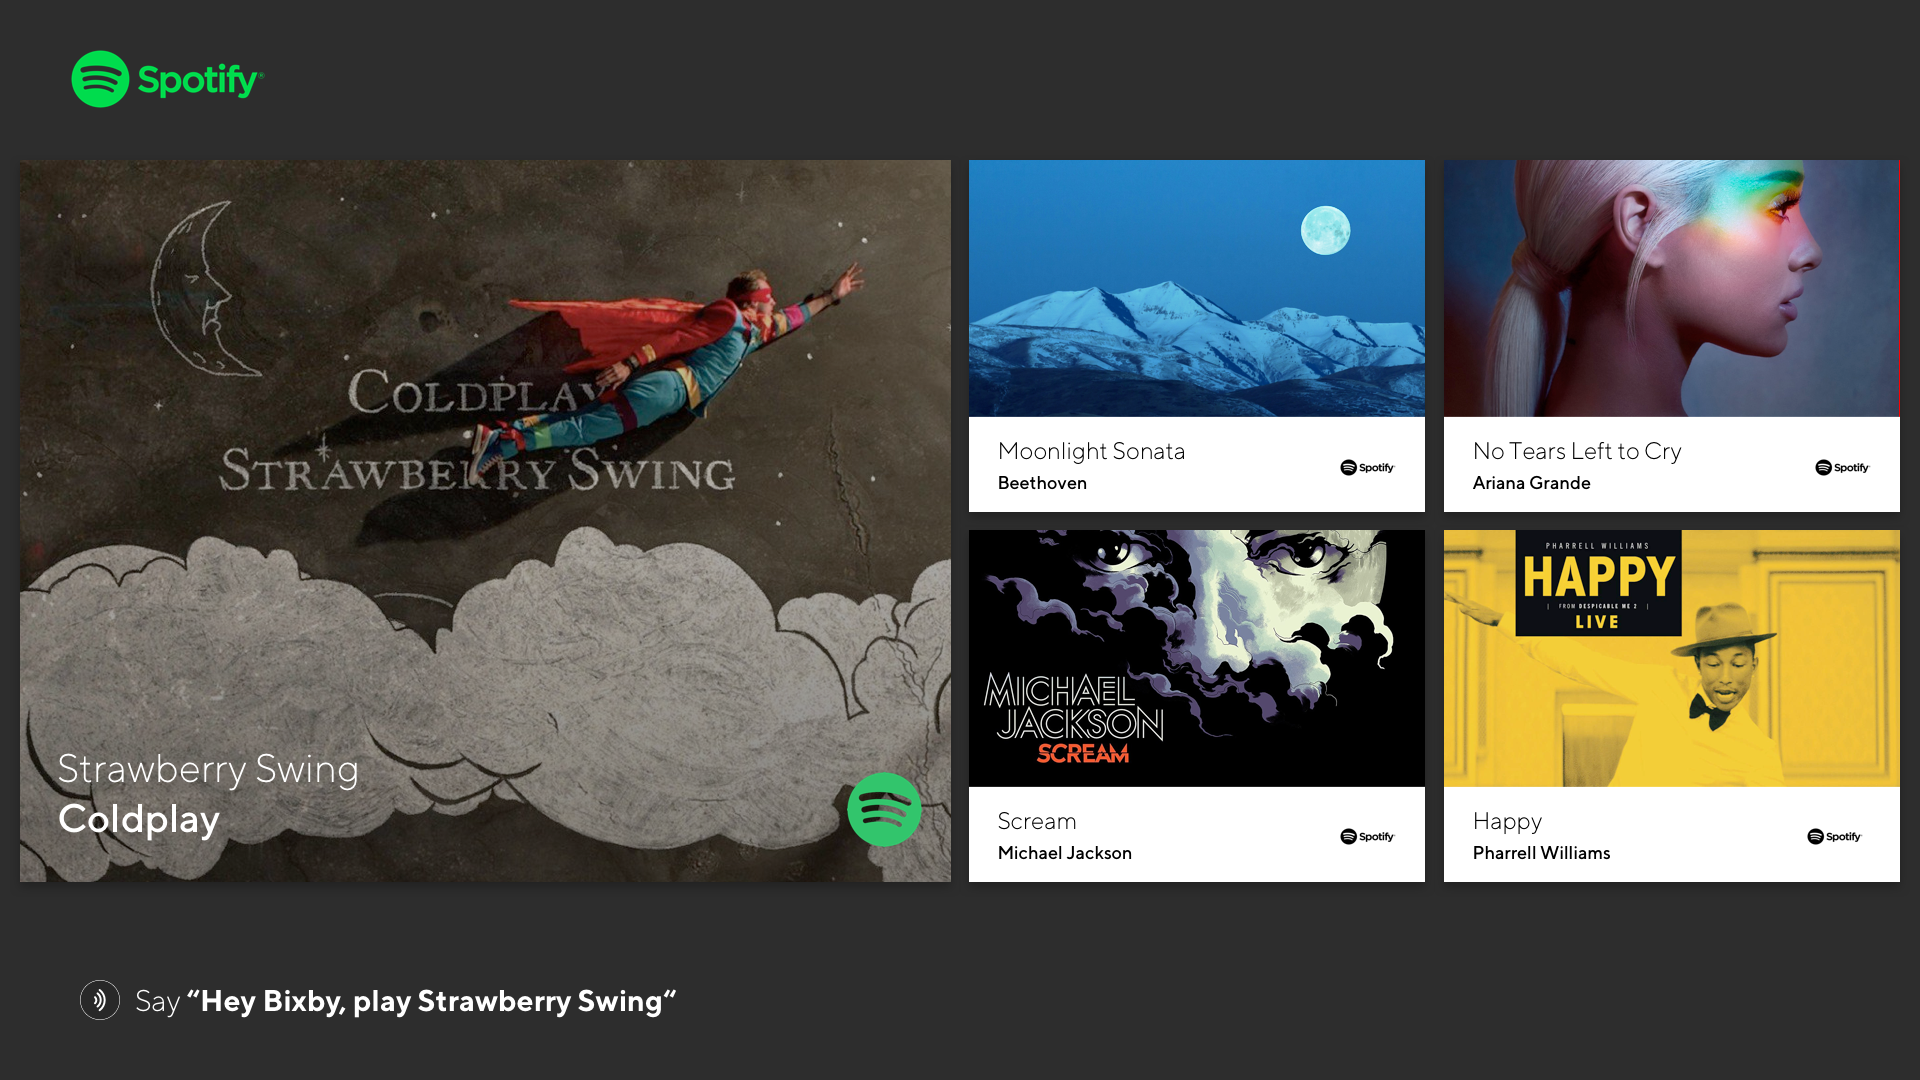 Spotify®
COLDPLAY
STRAWBERRY SWING
Strawberry Swing
Coldplay
Moonlight Sonata
Beethoven
Spotify
No Tears Left to Cry
Ariana Grande
Spotify
MICHAEL
JACKSON
SCREAM
Scream
Michael Jackson
Spotify
PHARRELL WILLIAMS
HAPPY
| FROM DESPICABLE ME 2 |
LIVE
Happy
Pharrell Williams
Spotify
Say “Hey Bixby, play Strawberry Swing“